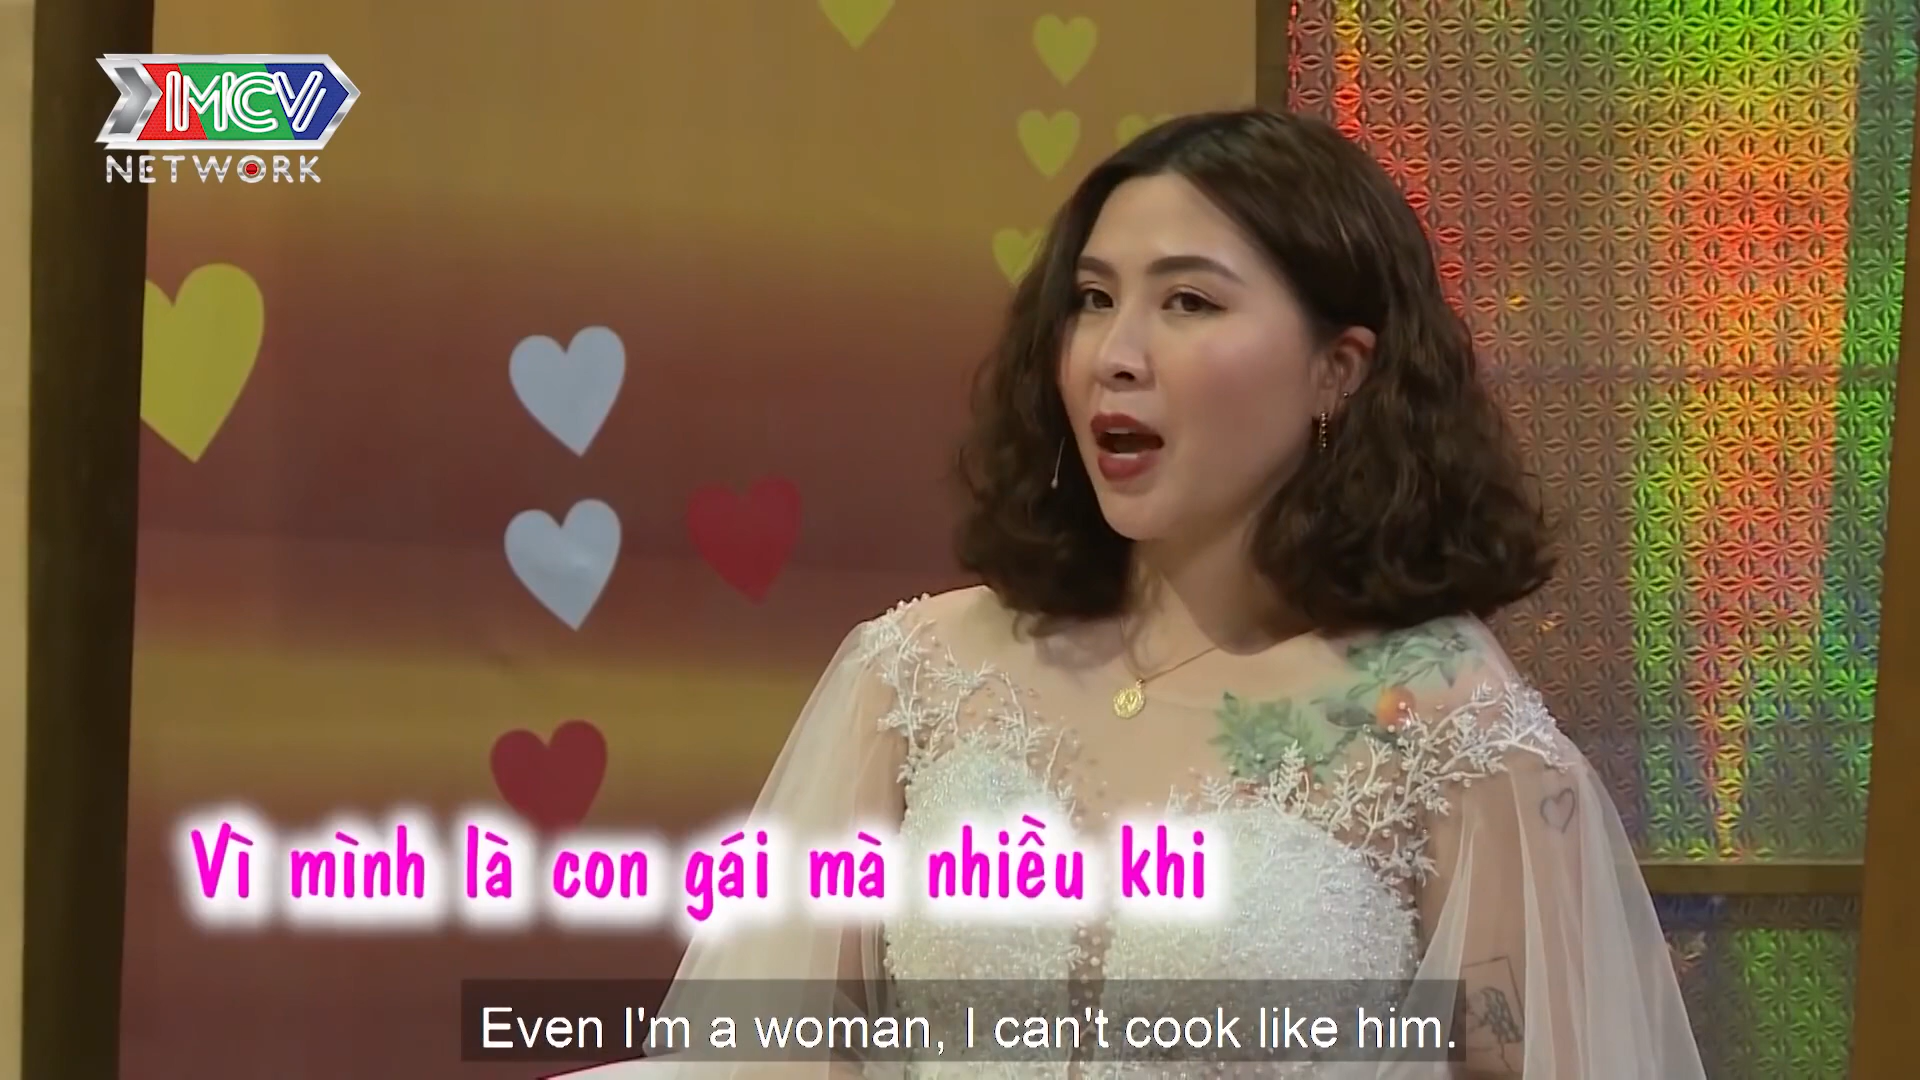 MCV
NETWORK
Vì mình là con gái mà nhiều khi
Even I'm a woman, I can't cook like him.